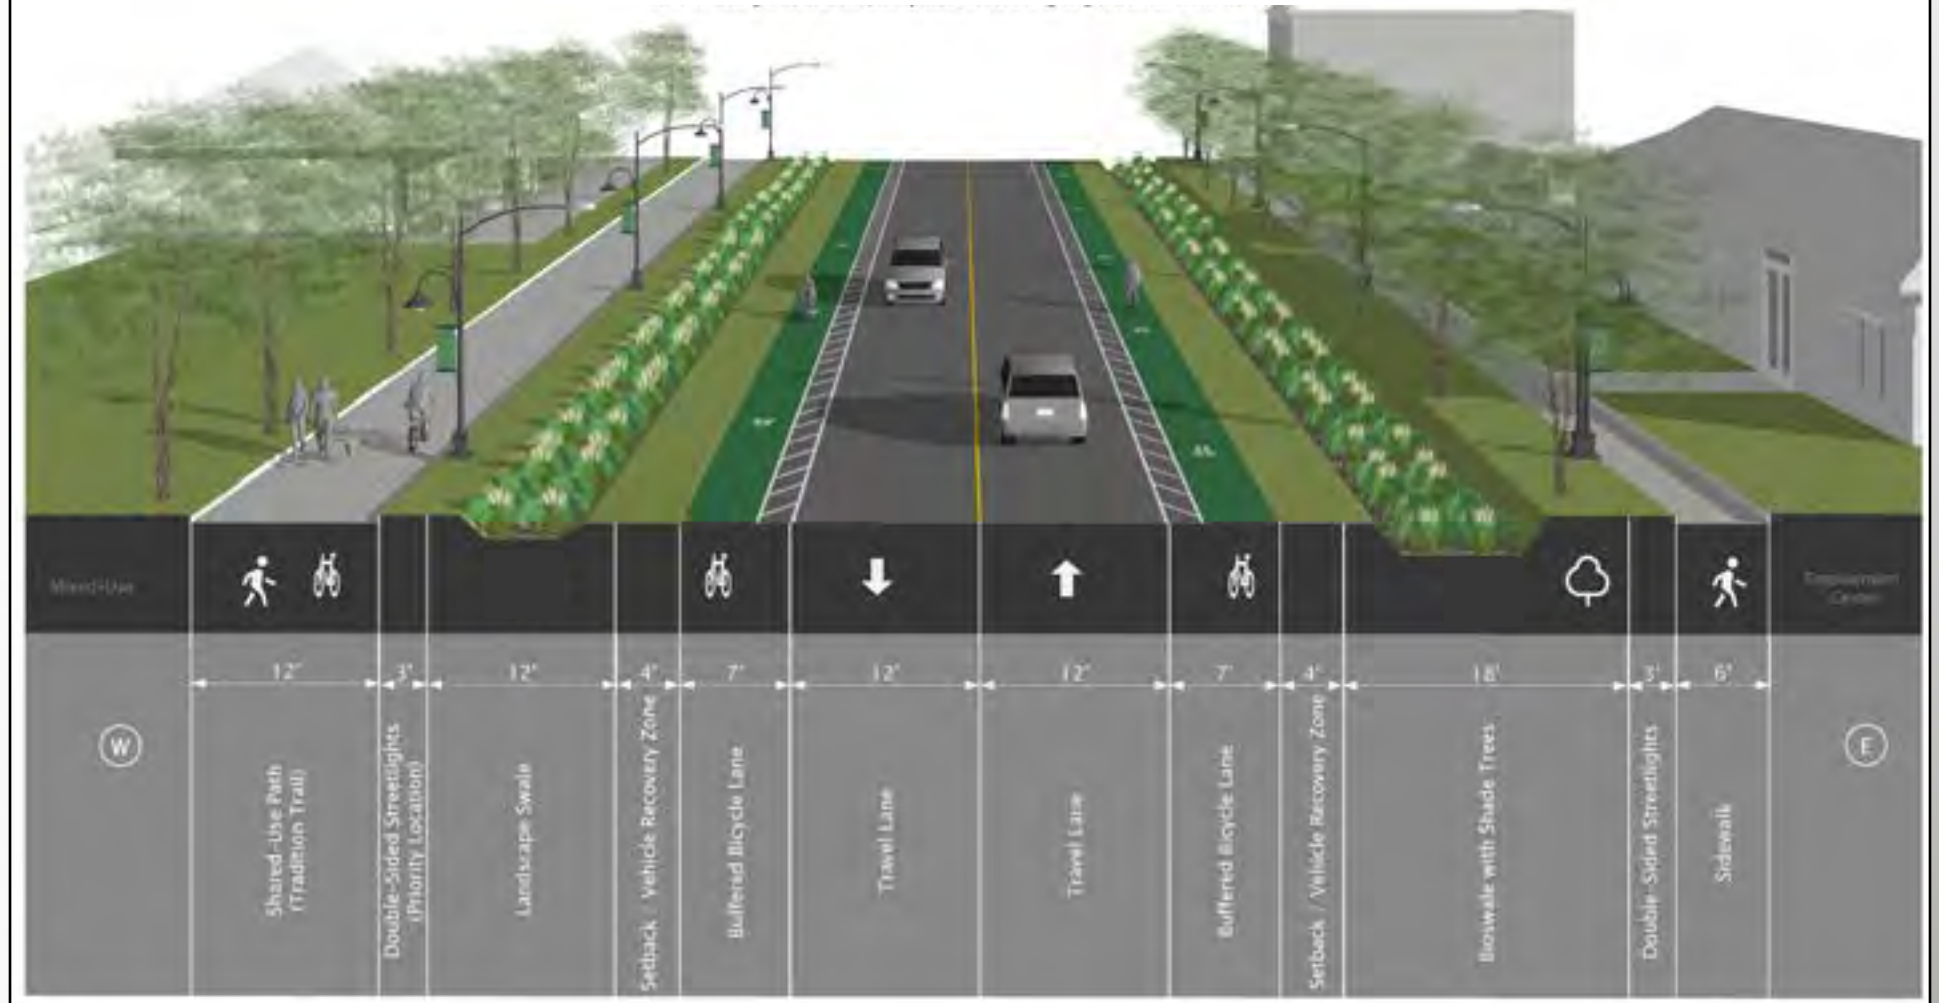 Mixed-Use
Employment
Center
12'
3'
12'
4'
7'
12'
12'
7'
4'
18'
3'
6'
W
E
Shared-Use Path
(Tradition Trail)
Double-Sided Streetlights
(Priority Location)
Landscape Swale
Setback / Vehicle Recovery Zone
Buffered Bicycle Lane
Travel Lane
Travel Lane
Buffered Bicycle Lane
Setback / Vehicle Recovery Zone
Bioswale with Shade Trees
Double-Sided Streetlights
Sidewalk